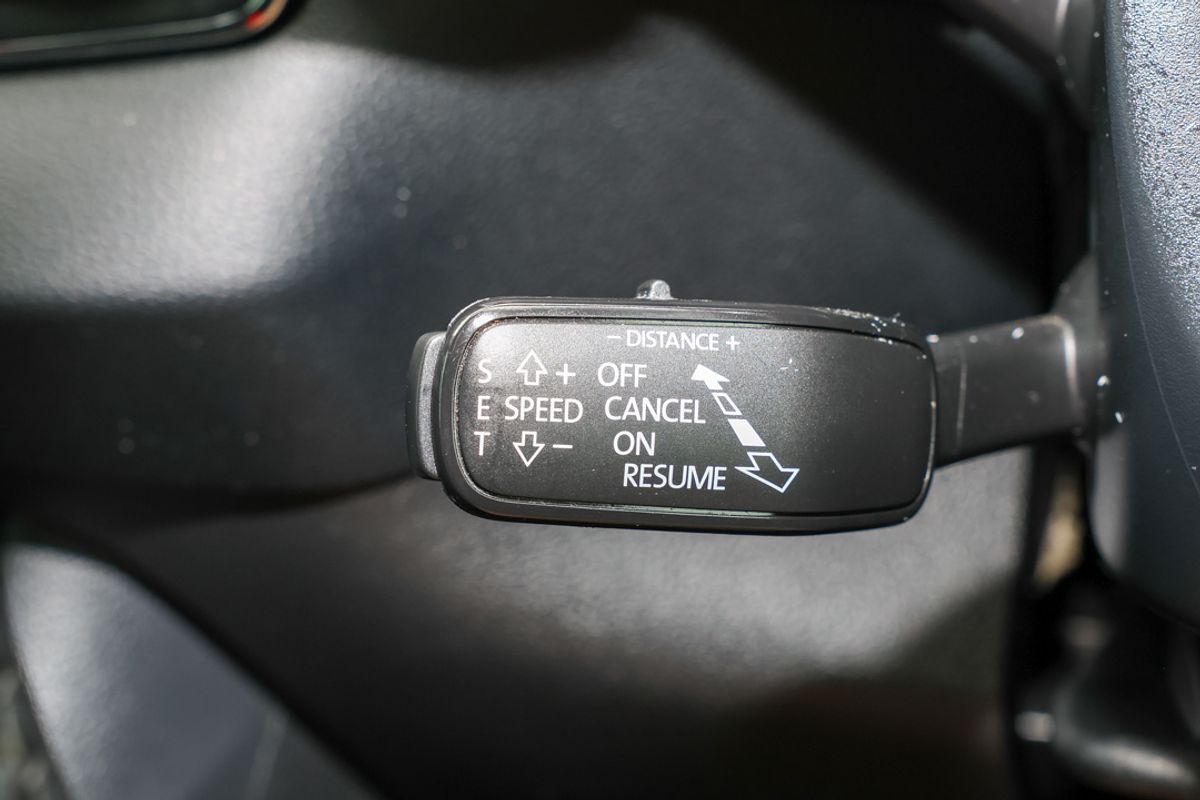 − DISTANCE +
S + OFF
E SPEED CANCEL
T − ON
RESUME